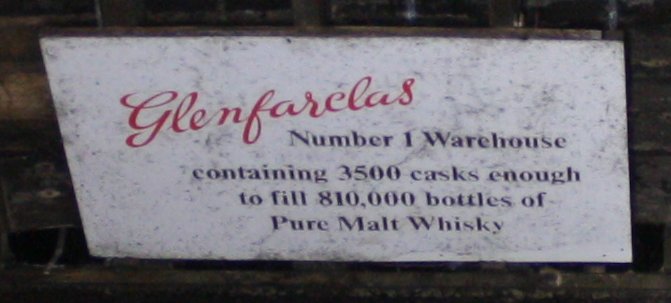 Glenfarclas
Number 1 Warehouse
containing 3500 casks enough
to fill 810,000 bottles of
Pure Malt Whisky